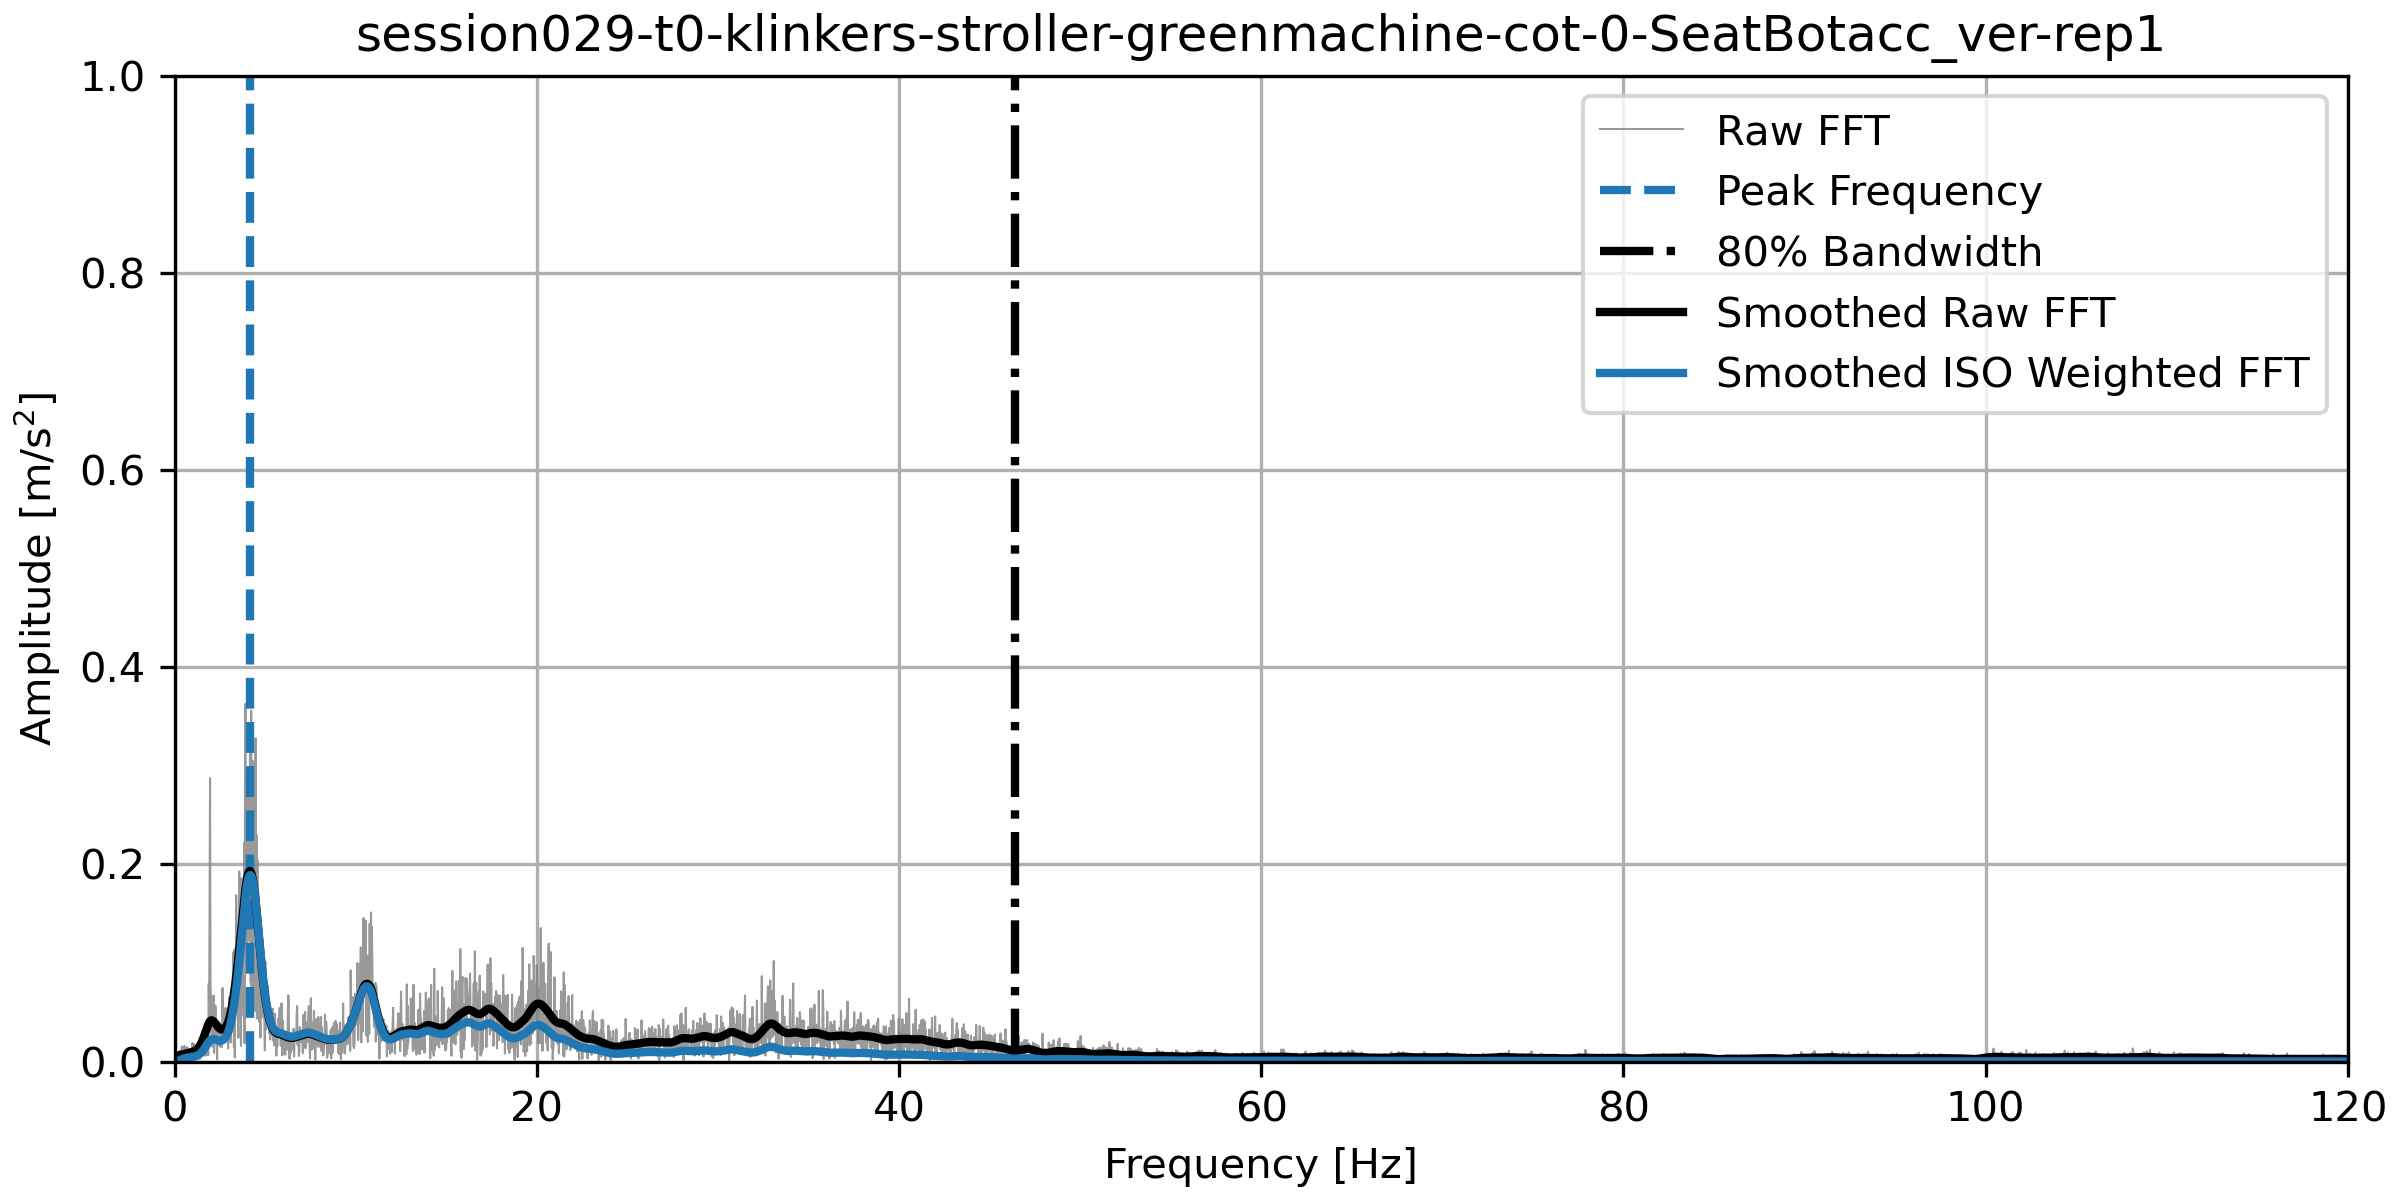 session029-t0-klinkers-stroller-greenmachine-cot-0-SeatBotacc_ver-rep1
1.0
0.8
0.6
0.4
0.2
0.0
Amplitude [m/s²]
Raw FFT
Peak Frequency
80% Bandwidth
Smoothed Raw FFT
Smoothed ISO Weighted FFT
0 20 40 60 80 100 120
Frequency [Hz]